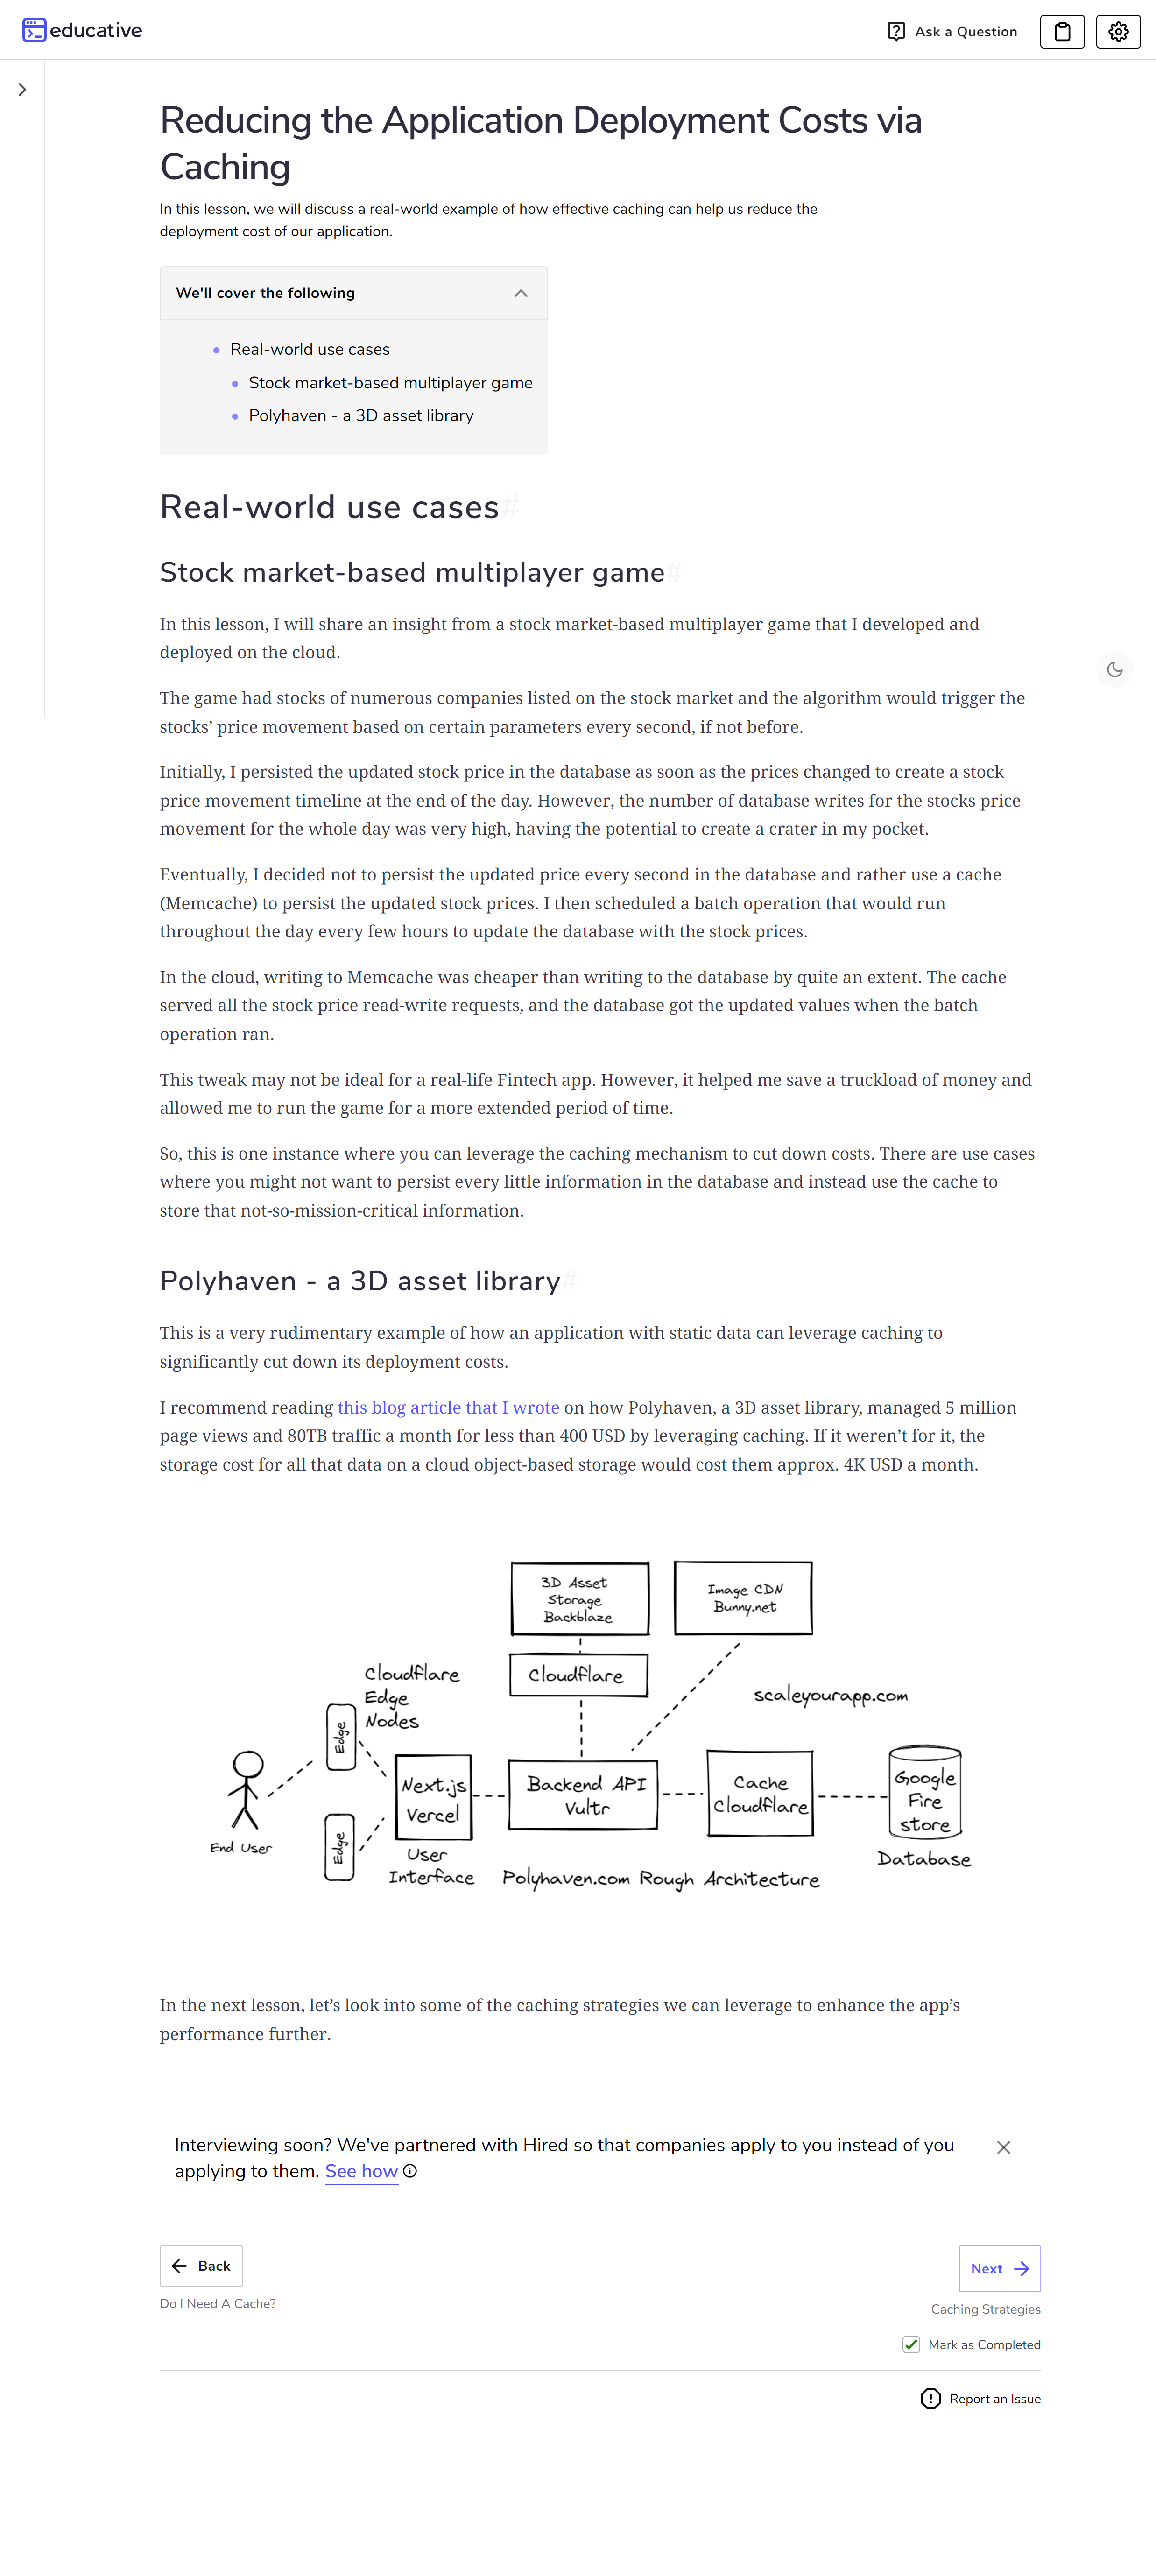 educative
Ask a Question
Reducing the Application Deployment Costs via
Caching
In this lesson, we will discuss a real-world example of how effective caching can help us reduce the
deployment cost of our application.
We'll cover the following
Real-world use cases
Stock market-based multiplayer game
Polyhaven - a 3D asset library
Real-world use cases#
Stock market-based multiplayer game#
In this lesson, I will share an insight from a stock market-based multiplayer game that I developed and
deployed on the cloud.
The game had stocks of numerous companies listed on the stock market and the algorithm would trigger the
stocks’ price movement based on certain parameters every second, if not before.
Initially, I persisted the updated stock price in the database as soon as the prices changed to create a stock
price movement timeline at the end of the day. However, the number of database writes for the stocks price
movement for the whole day was very high, having the potential to create a crater in my pocket.
Eventually, I decided not to persist the updated price every second in the database and rather use a cache
(Memcache) to persist the updated stock prices. I then scheduled a batch operation that would run
throughout the day every few hours to update the database with the stock prices.
In the cloud, writing to Memcache was cheaper than writing to the database by quite an extent. The cache
served all the stock price read-write requests, and the database got the updated values when the batch
operation ran.
This tweak may not be ideal for a real-life Fintech app. However, it helped me save a truckload of money and
allowed me to run the game for a more extended period of time.
So, this is one instance where you can leverage the caching mechanism to cut down costs. There are use cases
where you might not want to persist every little information in the database and instead use the cache to
store that not-so-mission-critical information.
Polyhaven - a 3D asset library#
This is a very rudimentary example of how an application with static data can leverage caching to
significantly cut down its deployment costs.
I recommend reading this blog article that I wrote on how Polyhaven, a 3D asset library, managed 5 million
page views and 80TB traffic a month for less than 400 USD by leveraging caching. If it weren’t for it, the
storage cost for all that data on a cloud object-based storage would cost them approx. 4K USD a month.
3D Asset
Storage
Backblaze
Image CDN
Bunny.net
Cloudflare
Cloudflare
Edge
Nodes
scaleyourapp.com
Edge
Edge
End User
Next.js
Vercel
User
Interface
Backend API
Vultr
Cache
Cloudflare
Google
Fire
store
Database
Polyhaven.com Rough Architecture
In the next lesson, let’s look into some of the caching strategies we can leverage to enhance the app’s
performance further.
Interviewing soon? We've partnered with Hired so that companies apply to you instead of you
applying to them. See how
Back
Next
Do I Need A Cache?
Caching Strategies
Mark as Completed
Report an Issue